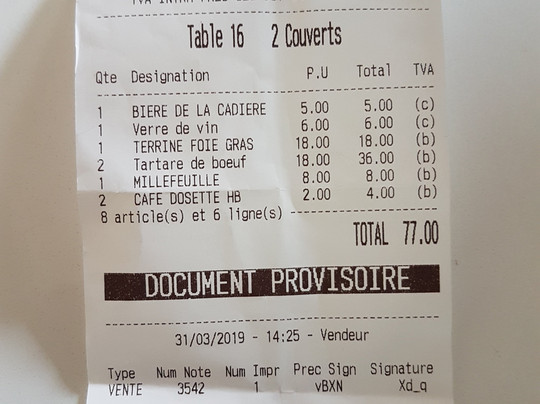 Table 16 2 Couverts
Qte Designation P.U Total TVA
1 BIERE DE LA CADIERE 5.00 5.00 (c)
1 Verre de vin 6.00 6.00 (c)
1 TERRINE FOIE GRAS 18.00 18.00 (b)
2 Tartare de boeuf 18.00 36.00 (b)
1 MILLEFEUILLE 8.00 8.00 (b)
2 CAFE DOSETTE HB 2.00 4.00 (b)
8 article(s) et 6 ligne(s)
TOTAL 77.00
DOCUMENT PROVISOIRE
31/03/2019 - 14:25 - Vendeur
Type Num Note Num Impr Prec Sign Signature
VENTE 3542 1 vBXN Xd_q